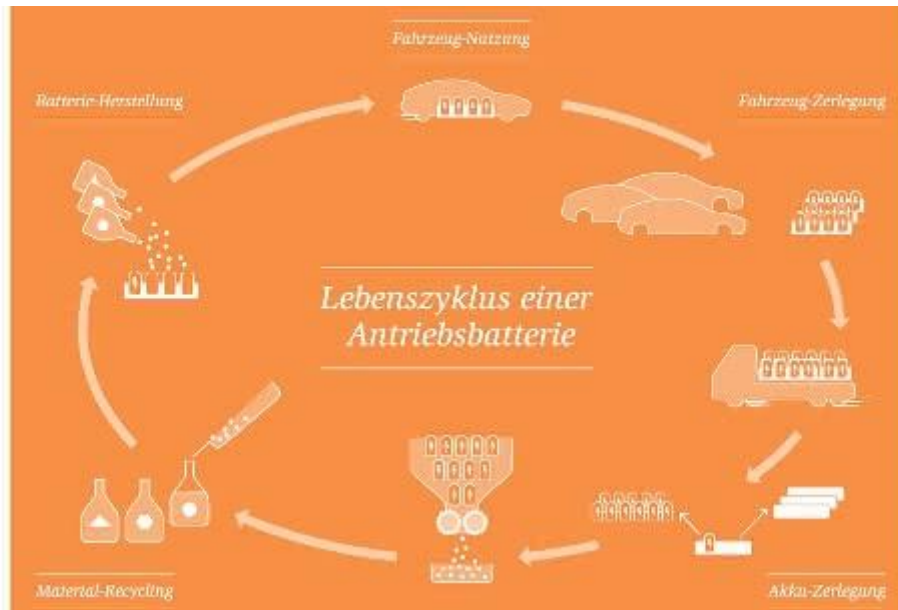 Fahrzeug-Nutzung
Batterie-Herstellung
Fahrzeug-Zerlegung
Lebenszyklus einer
Antriebsbatterie
Material-Recycling
Akku-Zerlegung